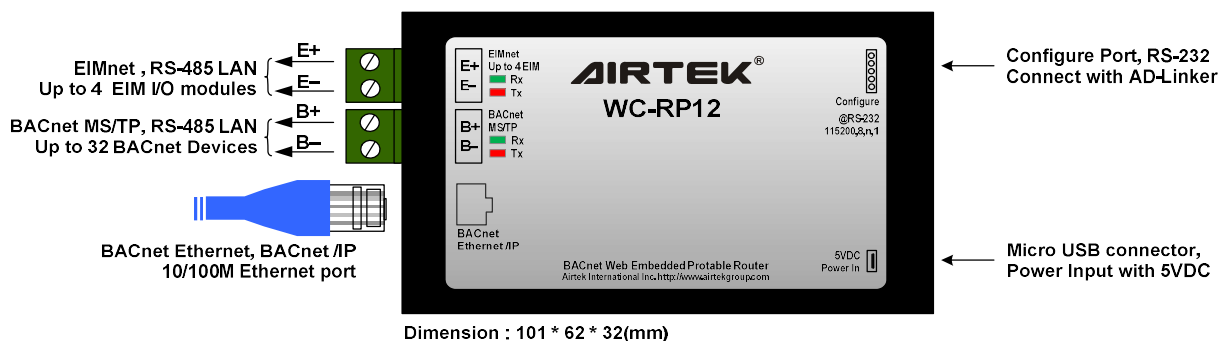 EIMnet , RS-485 LAN
Up to 4 EIM I/O modules
E+
E−
BACnet MS/TP, RS-485 LAN
Up to 32 BACnet Devices
B+
B−
BACnet Ethernet, BACnet /IP
10/100M Ethernet port
E+
E−
EIMnet
Up to 4 EIM
Rx
Tx
B+
B−
BACnet
MS/TP
Rx
Tx
BACnet
Ethernet /IP
AIRTEK®
WC-RP12
Configure
@RS-232
115200,8,n,1
5VDC
Power In
BACnet Web Embedded Protable Router
Airtek International Inc. http://www.airtekgroup.com
Configure Port, RS-232
Connect with AD-Linker
Micro USB connector,
Power Input with 5VDC
Dimension : 101 * 62 * 32(mm)